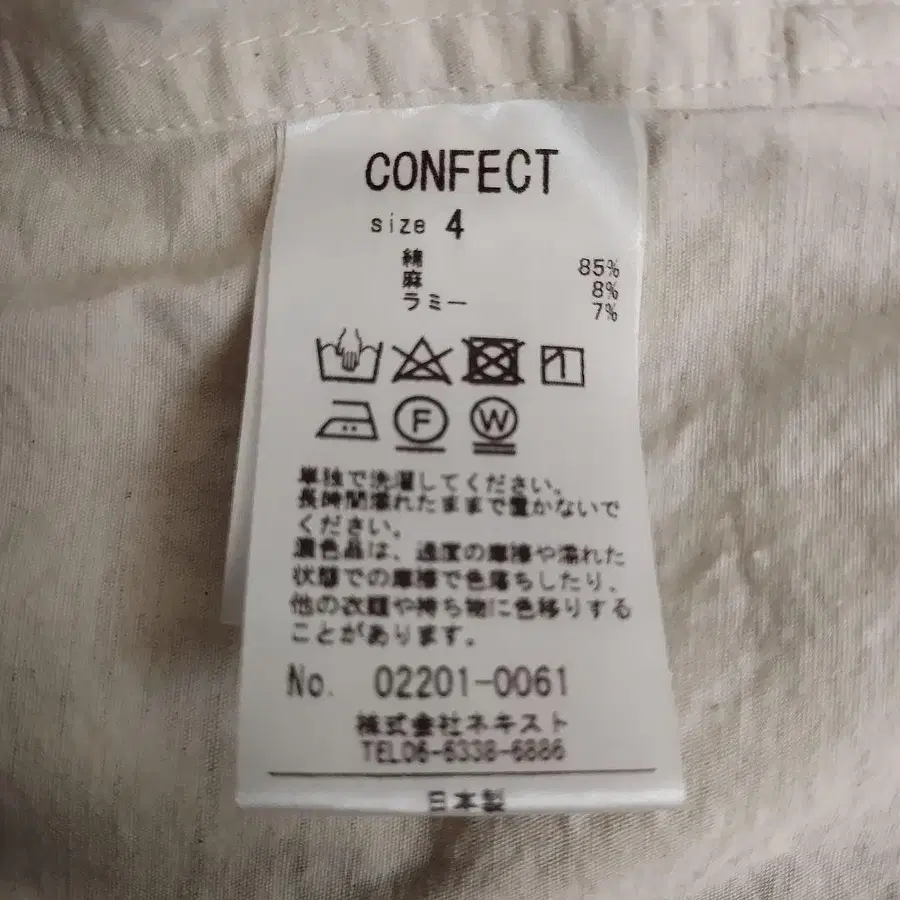 CONFECT
size 4
綿 85%
麻 8%
ラミー 7%
F W
単独で洗濯してください。
長時間濡れたままで置かないで
ください。
濃色品は、過度の摩擦や濡れた
状態での摩擦で色落ちしたり、
他の衣類や持ち物に色移りする
ことがあります。
No. 02201-0061
株式会社ネキスト
TEL06-6338-6886
日本製